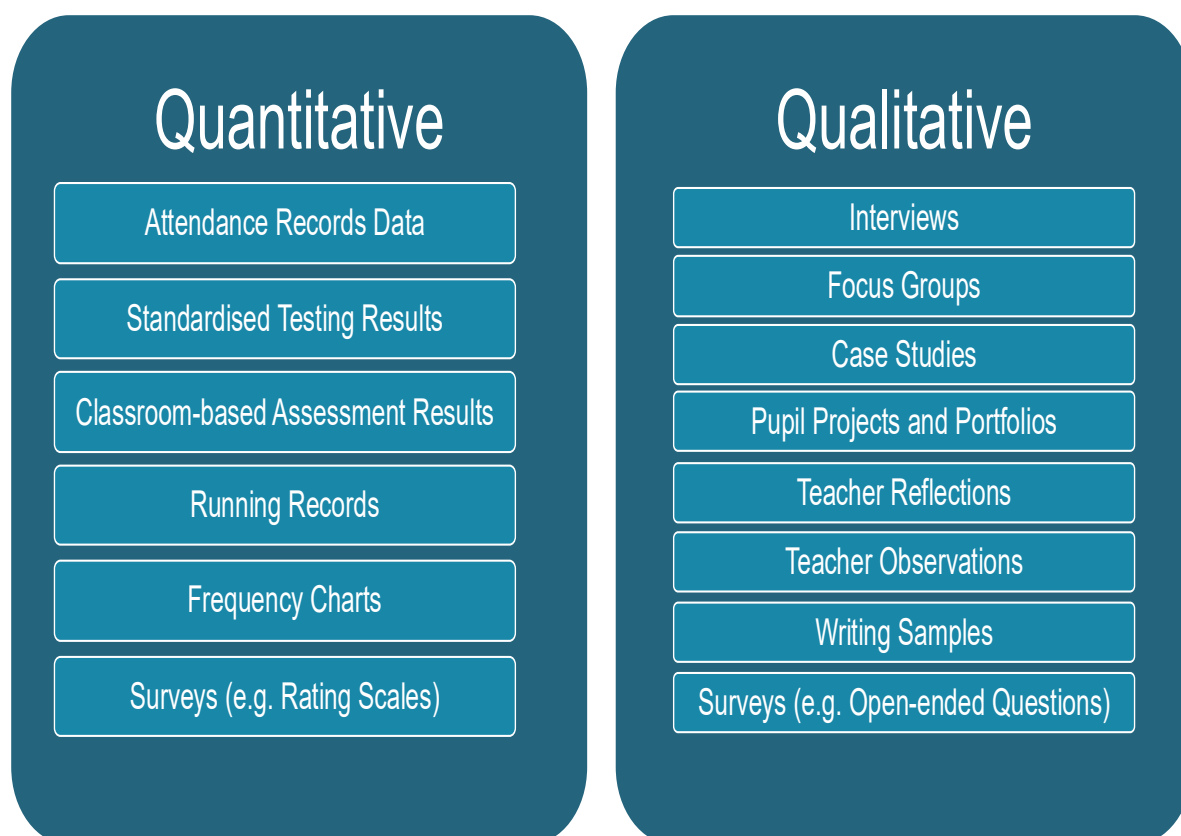 Quantitative
Attendance Records Data
Standardised Testing Results
Classroom-based Assessment Results
Running Records
Frequency Charts
Surveys (e.g. Rating Scales)
Qualitative
Interviews
Focus Groups
Case Studies
Pupil Projects and Portfolios
Teacher Reflections
Teacher Observations
Writing Samples
Surveys (e.g. Open-ended Questions)